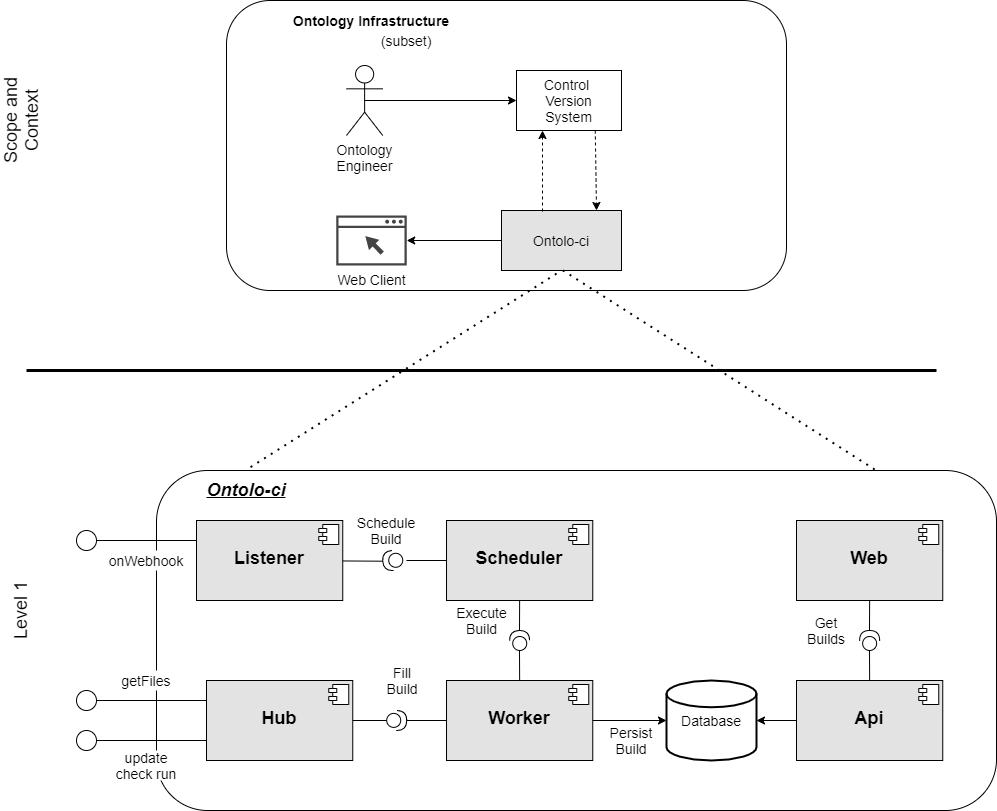 Ontology Infrastructure
(subset)
Scope and
Context
Control
Version
System
Ontology
Engineer
Ontolo-ci
Web Client
Ontolo-ci
Level 1
Schedule
Build
Listener
Scheduler
Web
onWebhook
Execute
Build
Get
Builds
getFiles
Fill
Build
Hub
Worker
Database
Api
Persist
Build
update
check run